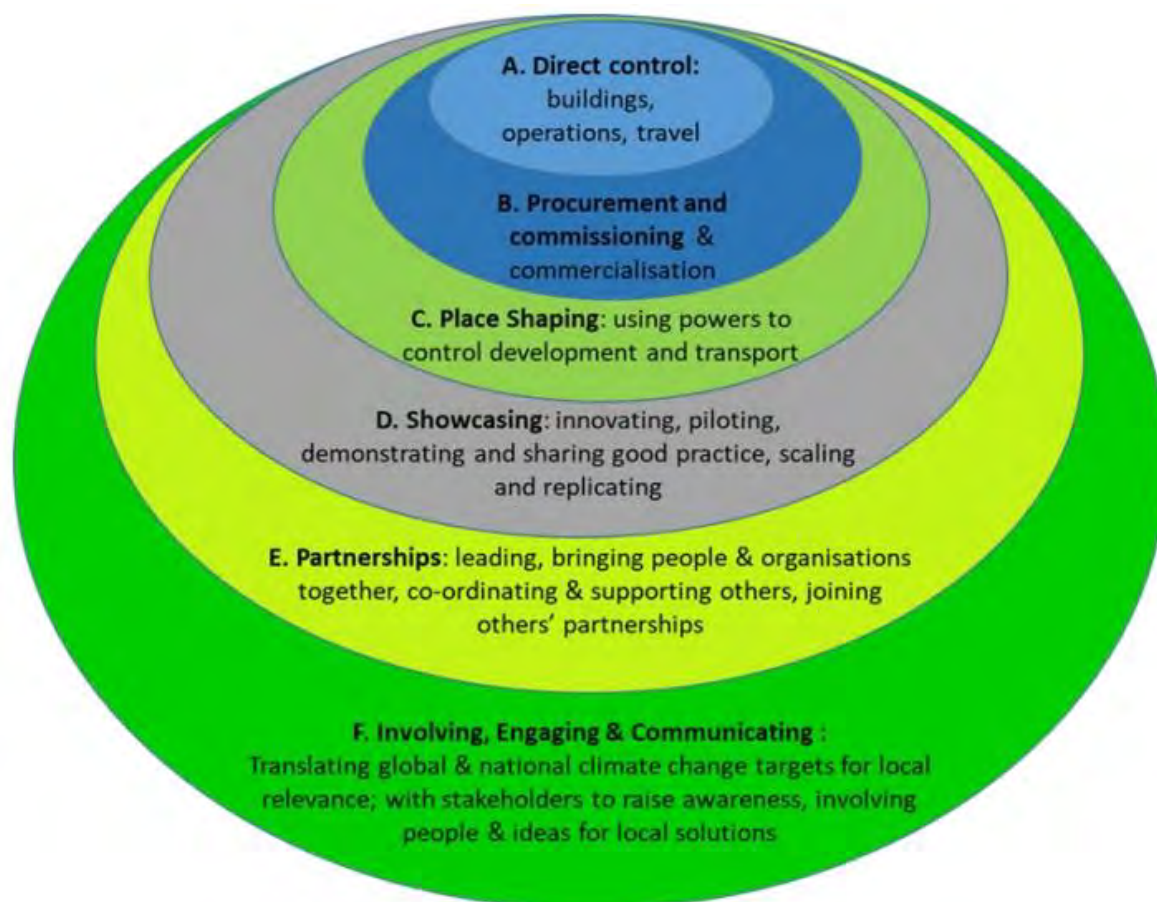 A. Direct control:
buildings,
operations, travel
B. Procurement and
commissioning &
commercialisation
C. Place Shaping: using powers to
control development and transport
D. Showcasing: innovating, piloting,
demonstrating and sharing good practice, scaling
and replicating
E. Partnerships: leading, bringing people & organisations
together, co-ordinating & supporting others, joining
others’ partnerships
F. Involving, Engaging & Communicating :
Translating global & national climate change targets for local
relevance; with stakeholders to raise awareness, involving
people & ideas for local solutions